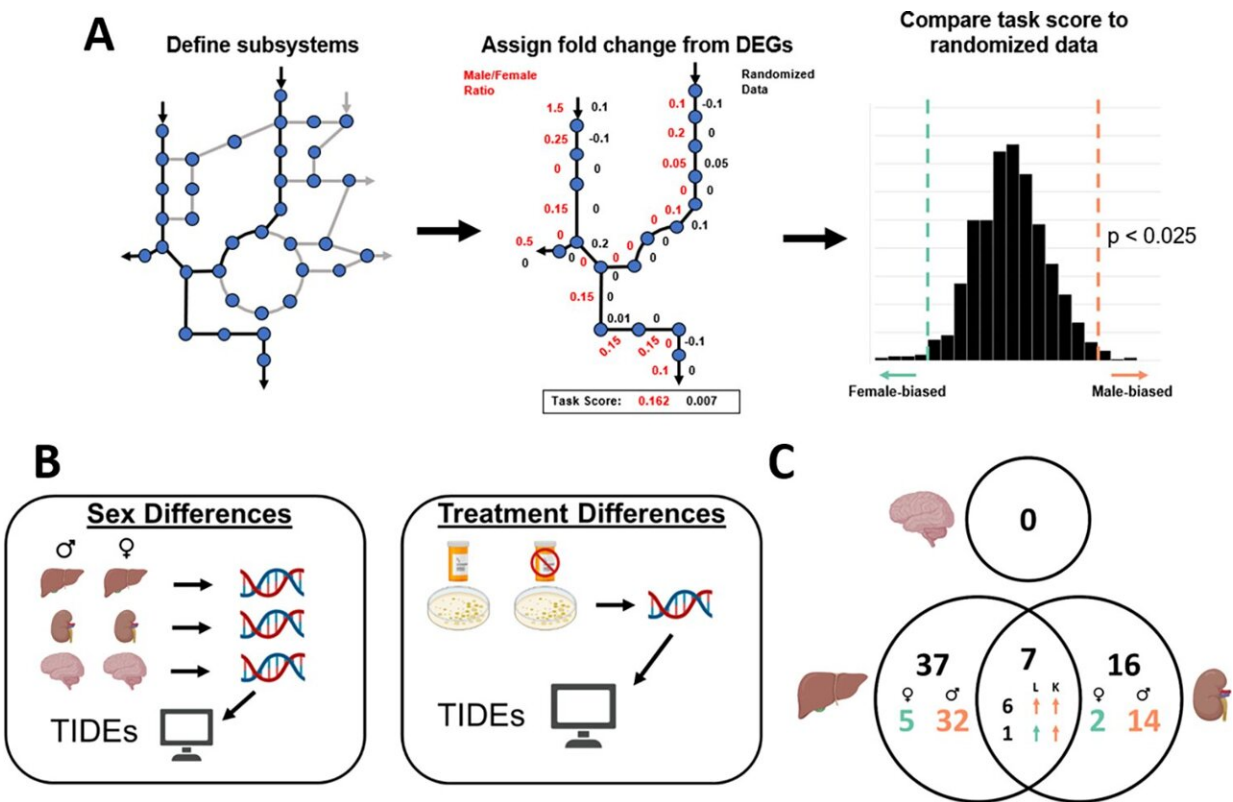 A
Define subsystems
Assign fold change from DEGs
Compare task score to
randomized data
Male/Female
Ratio
Randomized
Data
1.5
0.1
0.25
-0.1
0
0
0.15
0
0
0.5
0
0
0.2
0
0
0
0
0
0
0.1
-0.1
0.2
0
0.05
0.05
0
0
0.1
0.1
0.15
0
0.01
0
0.15
0.15
0
-0.1
0.1
0
Task Score: 0.162 0.007
p < 0.025
Female-biased
Male-biased
B
Sex Differences
♂ ♀
TIDEs
Treatment Differences
TIDEs
C
0
37
♀ ♂
5 32
7
L K
6 ↑ ↑
1 ↑ ↑
16
♀ ♂
2 14